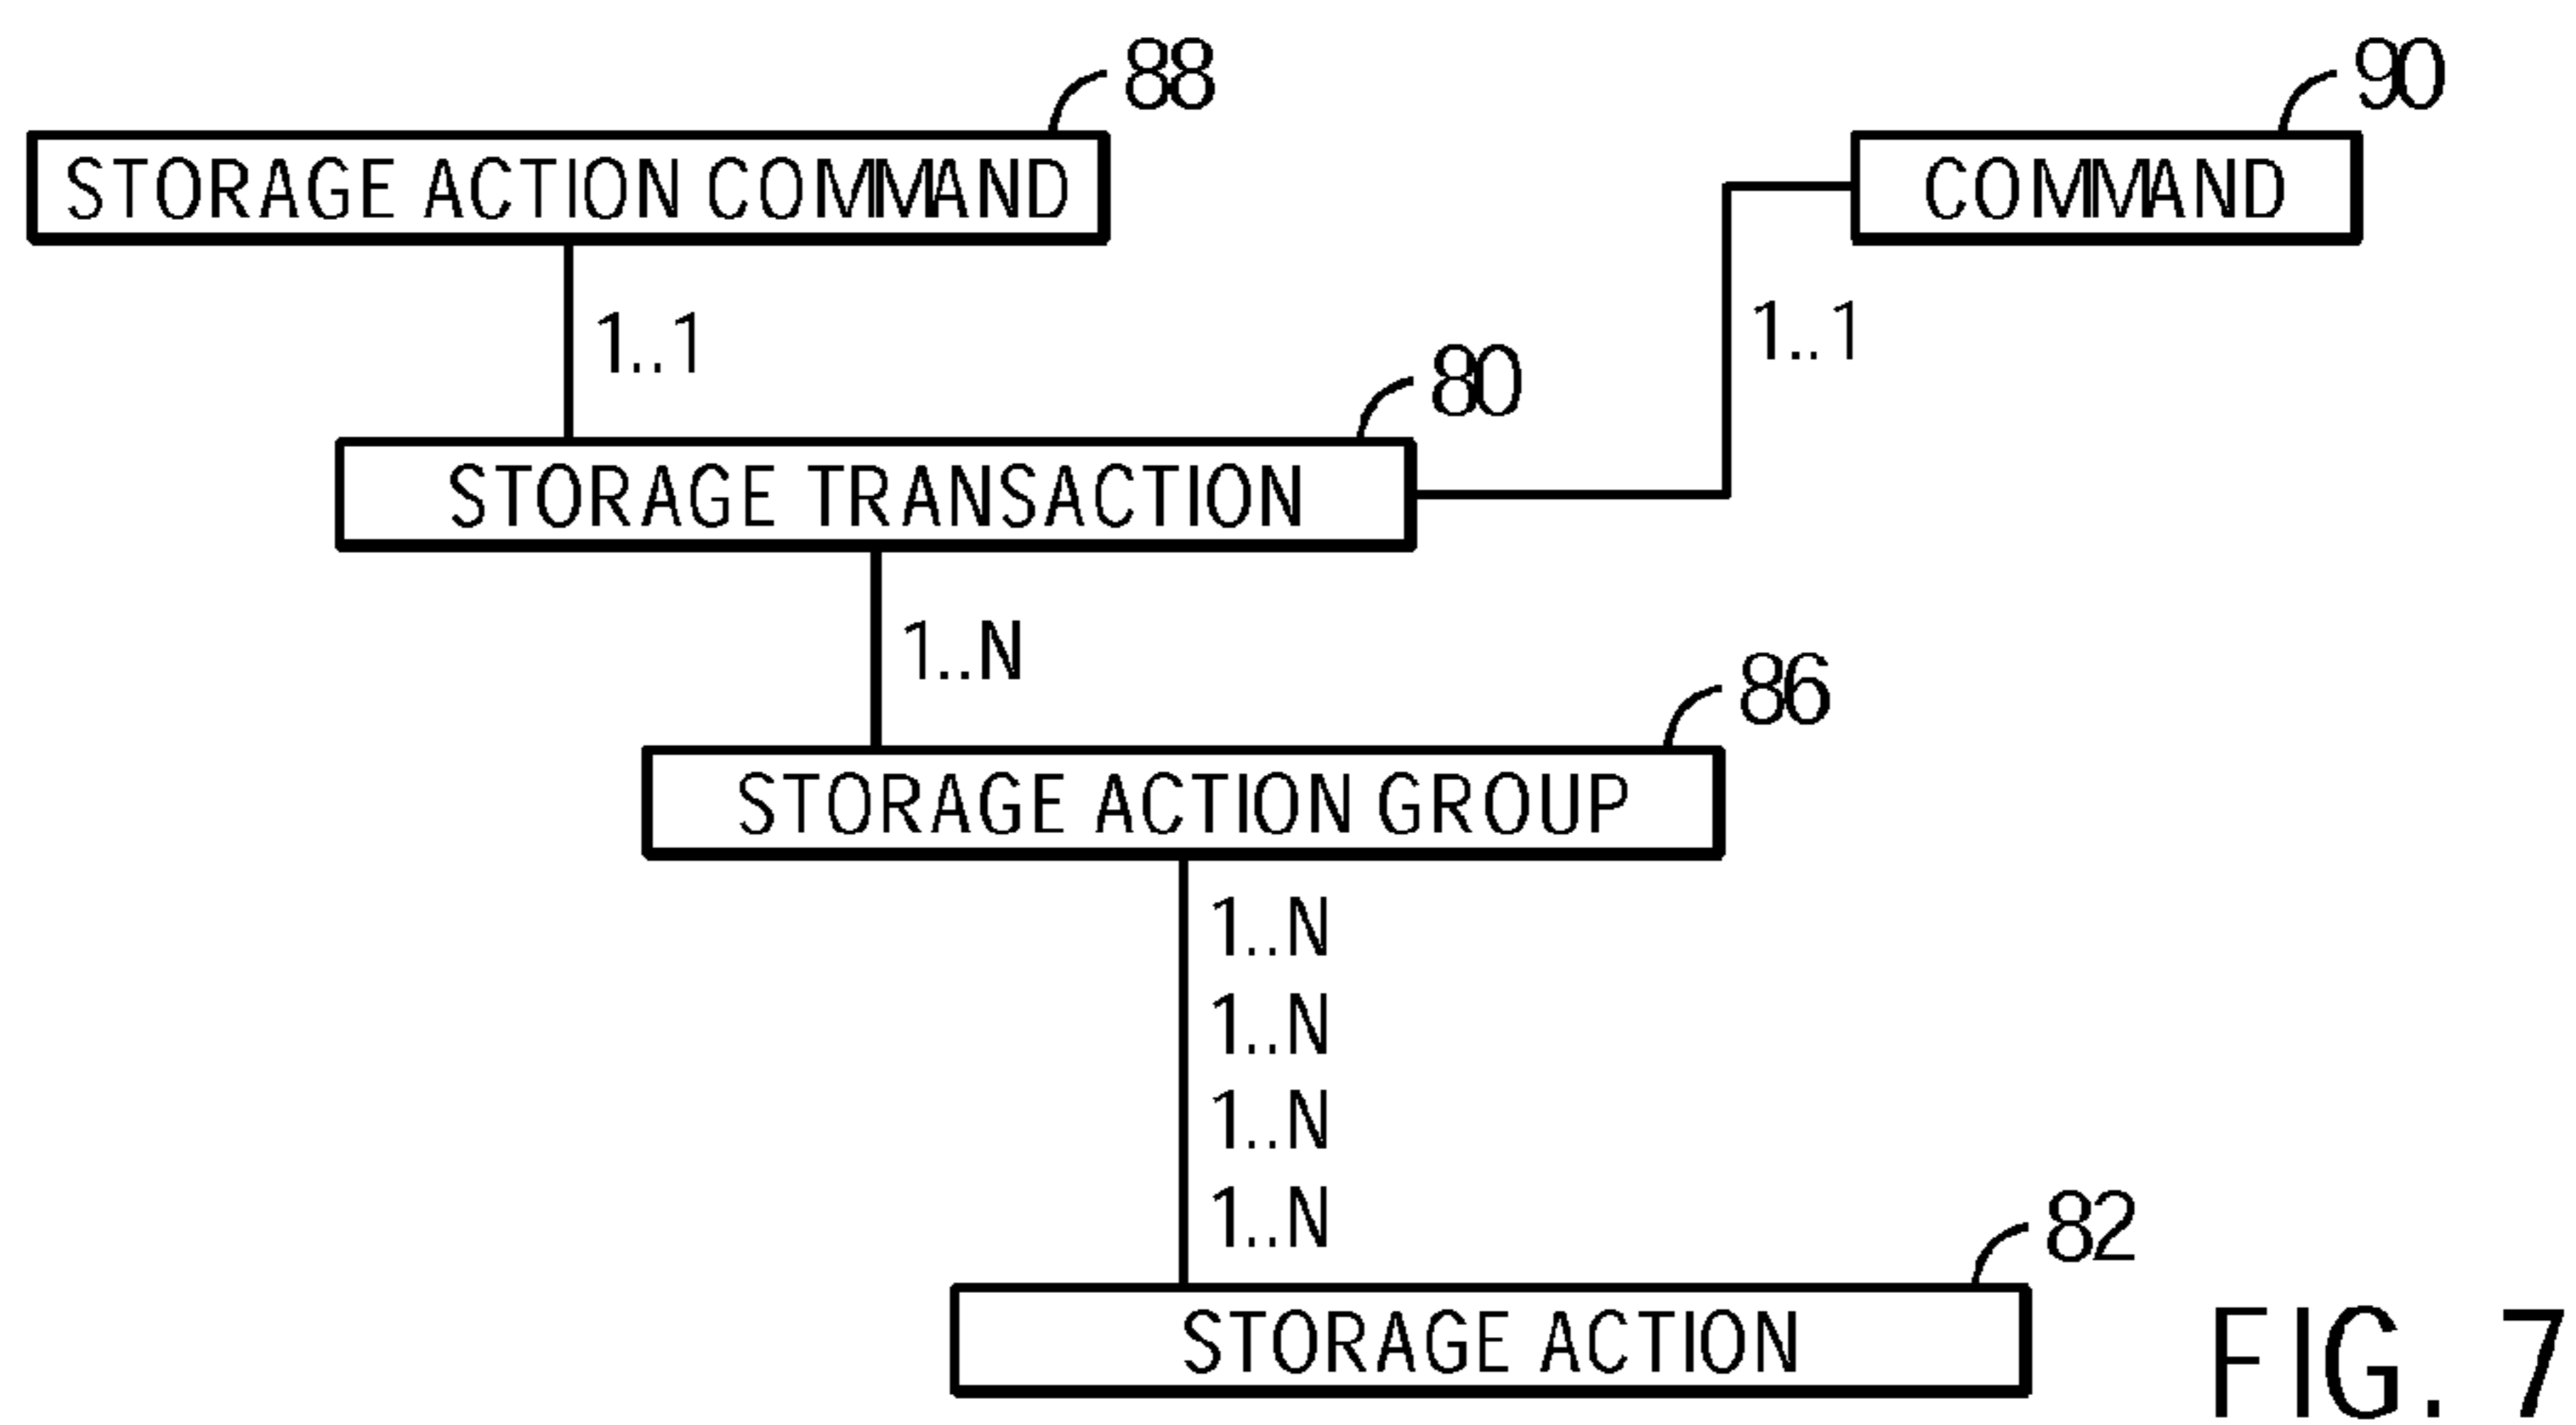 88
90
STORAGE ACTION COMMAND
COMMAND
1..1
1..1
80
STORAGE TRANSACTION
1..N
86
STORAGE ACTION GROUP
1..N
1..N
1..N
1..N
82
STORAGE ACTION
FIG. 7